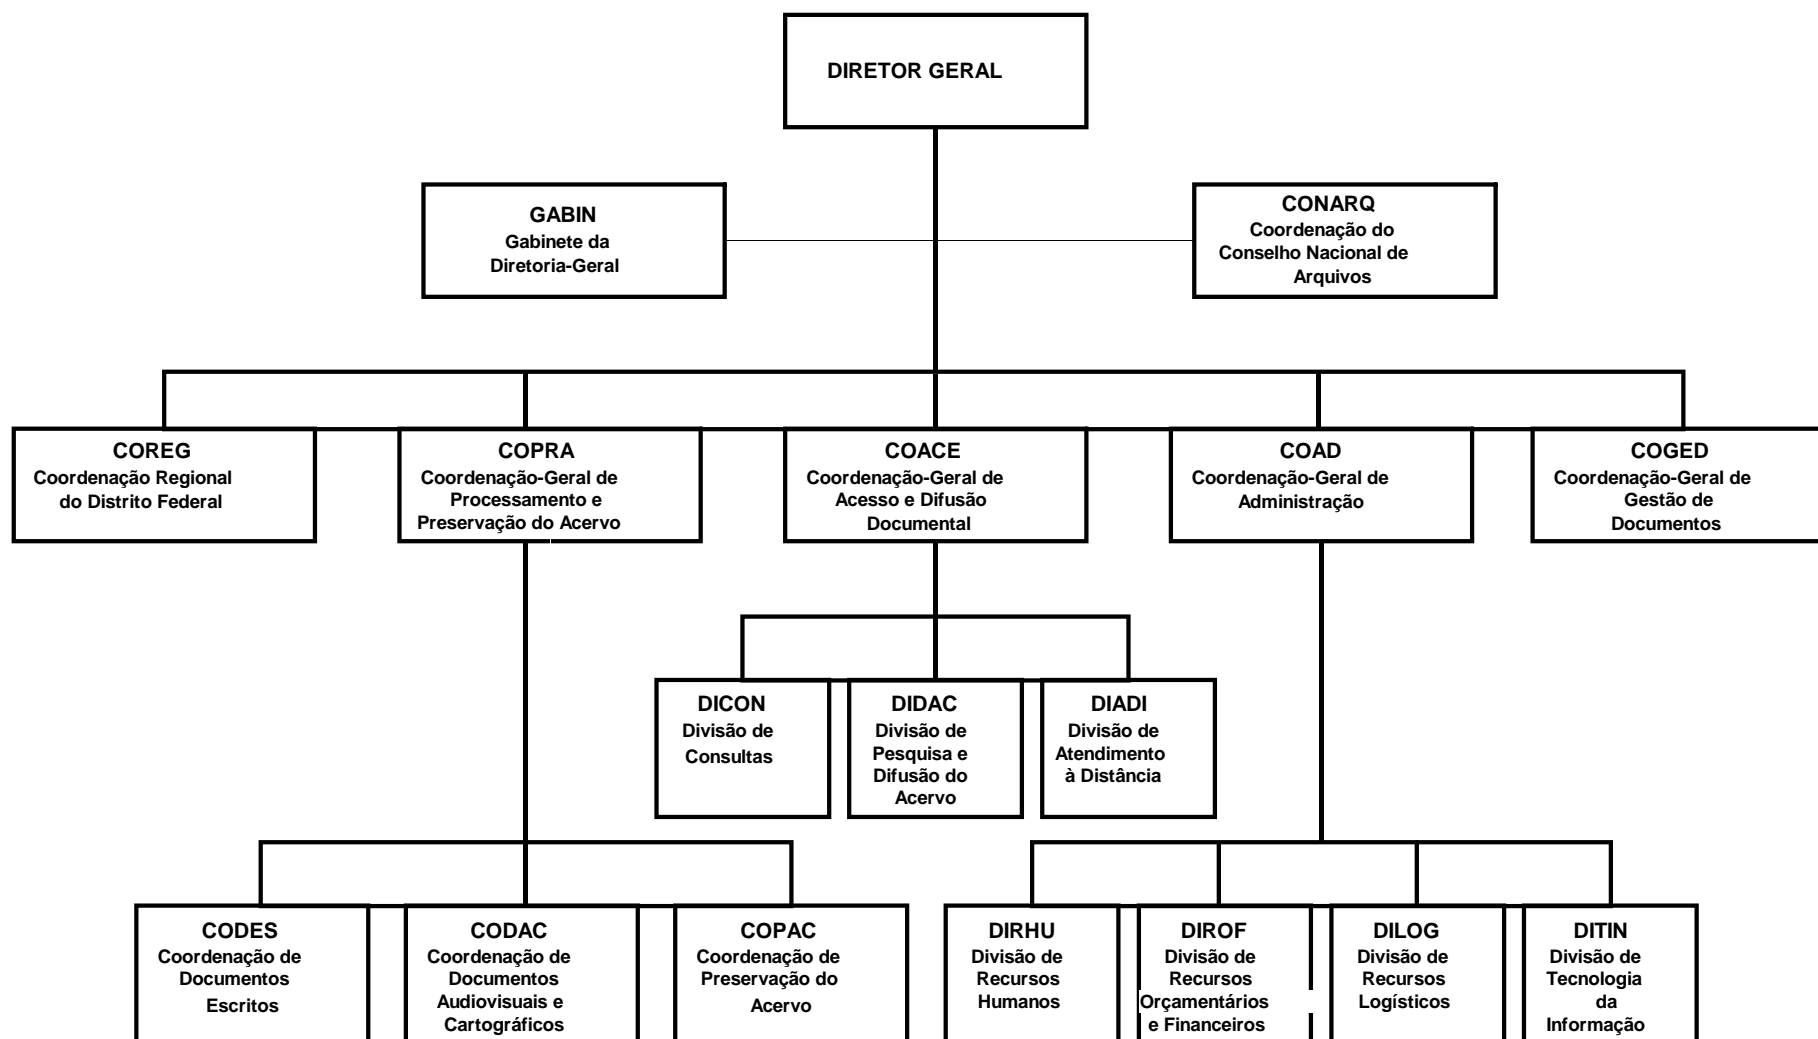 DIRETOR GERAL
GABIN
Gabinete da
Diretoria-Geral
CONARQ
Coordenação do
Conselho Nacional de
Arquivos
COREG
Coordenação Regional
do Distrito Federal
COPRA
Coordenação-Geral de
Processamento e
Preservação do Acervo
COACE
Coordenação-Geral de
Acesso e Difusão
Documental
COAD
Coordenação-Geral de
Administração
COGED
Coordenação-Geral de
Gestão de
Documentos
DICON
Divisão de
Consultas
DIDAC
Divisão de
Pesquisa e
Difusão do
Acervo
DIADI
Divisão de
Atendimento
à Distância
CODES
Coordenação de
Documentos
Escritos
CODAC
Coordenação de
Documentos
Audiovisuais e
Cartográficos
COPAC
Coordenação de
Preservação do
Acervo
DIRHU
Divisão de
Recursos
Humanos
DIROF
Divisão de
Recursos
Orçamentários
e Financeiros
DILOG
Divisão de
Recursos
Logísticos
DITIN
Divisão de
Tecnologia
da
Informação